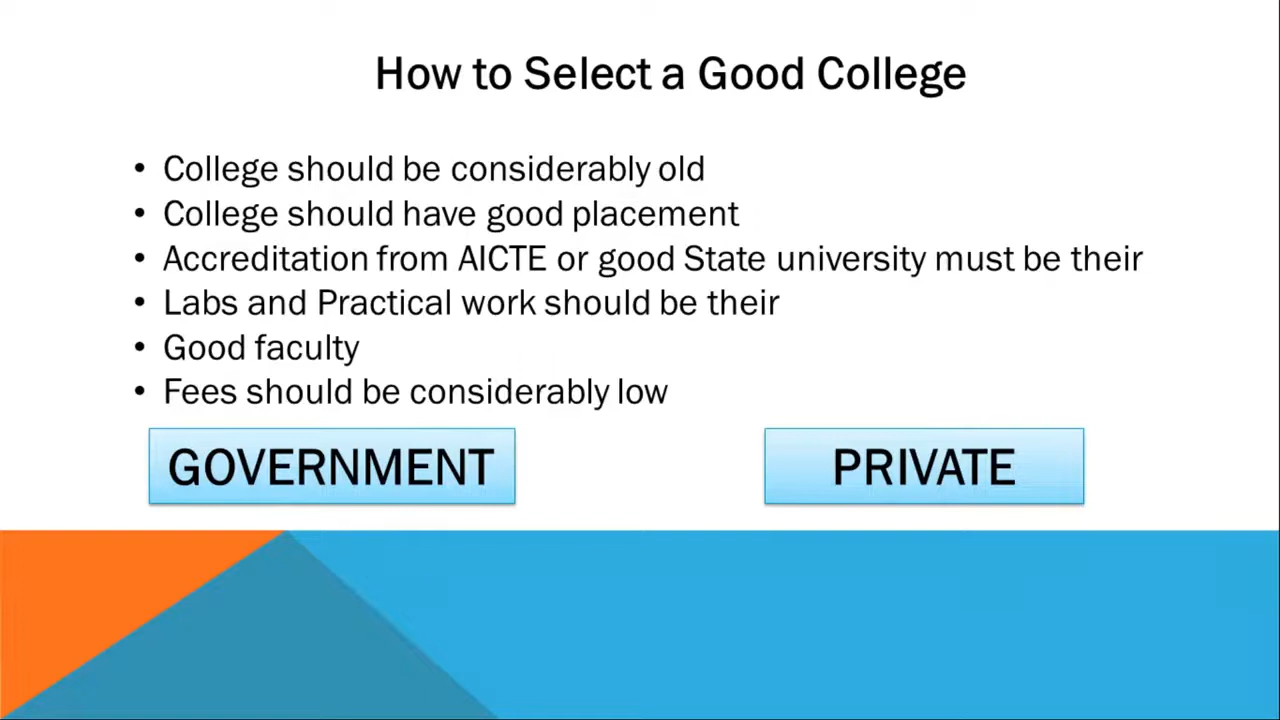 How to Select a Good College
• College should be considerably old
• College should have good placement
• Accreditation from AICTE or good State university must be their
• Labs and Practical work should be their
• Good faculty
• Fees should be considerably low
GOVERNMENT
PRIVATE